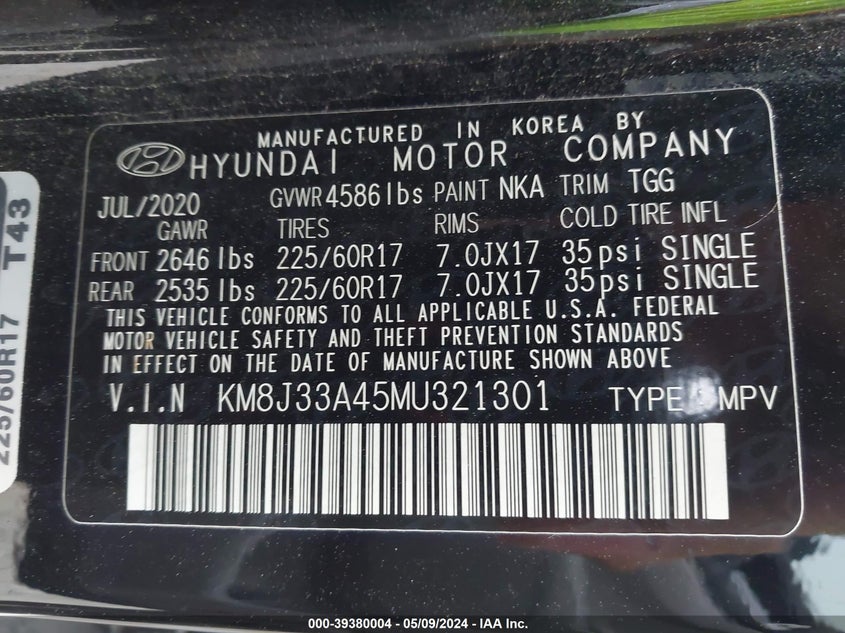 MANUFACTURED IN KOREA BY
HYUNDAI MOTOR COMPANY
JUL/2020 GVWR 4586 lbs PAINT NKA TRIM TGG
GAWR TIRES RIMS COLD TIRE INFL
FRONT 2646 lbs 225/60R17 7.0JX17 35psi SINGLE
REAR 2535 lbs 225/60R17 7.0JX17 35psi SINGLE
THIS VEHICLE CONFORMS TO ALL APPLICABLE U.S.A. FEDERAL
MOTOR VEHICLE SAFETY AND THEFT PREVENTION STANDARDS
IN EFFECT ON THE DATE OF MANUFACTURE SHOWN ABOVE
V.I.N KM8J33A45MU321301 TYPE : MPV
225/60R17 T43
000-39380004 - 05/09/2024 - IAA Inc.